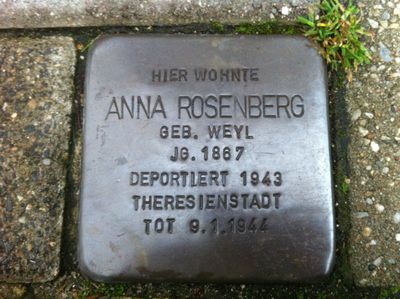 HIER WOHNTE
ANNA ROSENBERG
GEB. WEYL
JG. 1867
DEPORTIERT 1943
THERESIENSTADT
TOT 9.1.1944